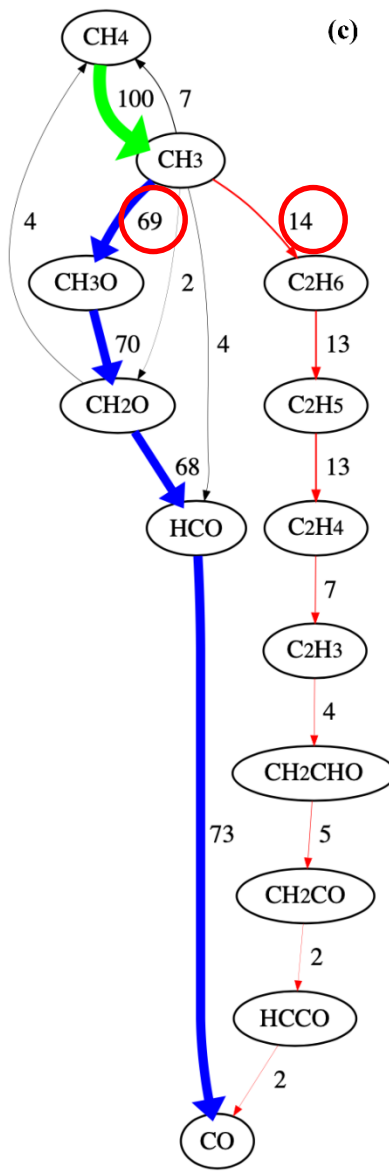 (c)
CH4
100 7
CH3
69 14
4
CH3O 2 C2H6
70 4 13
CH2O C2H5
68 13
HCO C2H4
7
C2H3
4
CH2CHO
73 5
CH2CO
2
HCCO
2
CO